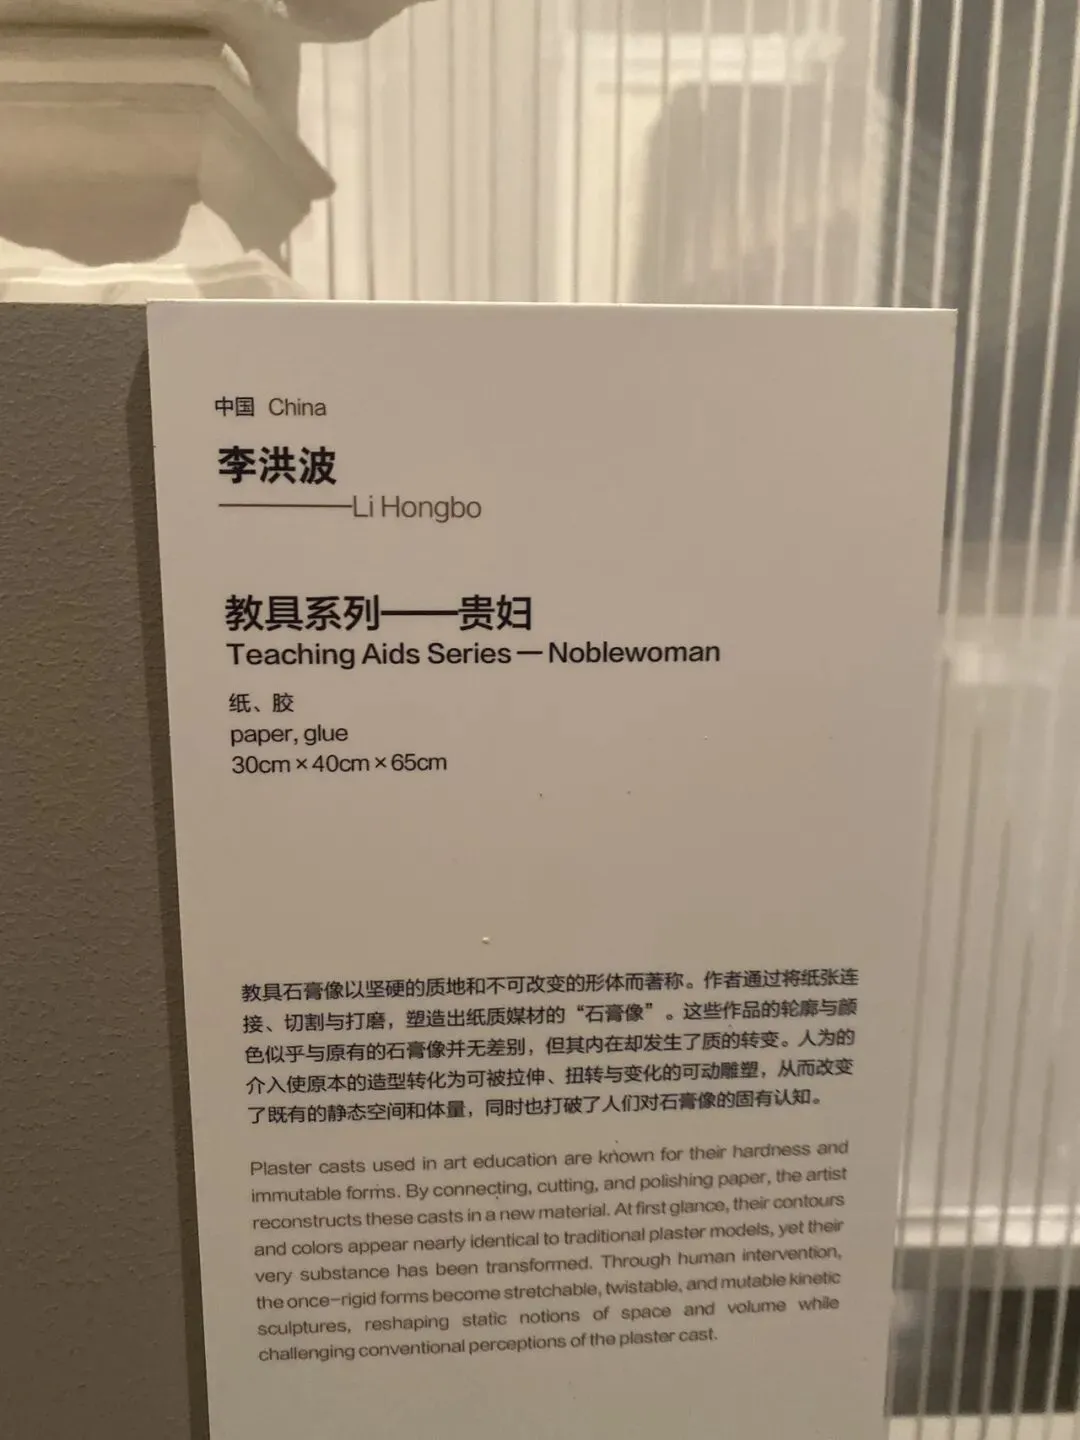 中国 China
李洪波
Li Hongbo
教具系列——贵妇
Teaching Aids Series — Noblewoman
纸、胶
paper, glue
30cm×40cm×65cm
教具石膏像以坚硬的质地和不可改变的形体而著称。作者通过将纸张连
接、切割与打磨，塑造出纸质媒材的“石膏像”。这些作品的轮廓与颜
色似乎与原有的石膏像并无差别，但其内在却发生了质的转变。人为的
介入使原本的造型转化为可被拉伸、扭转与变化的可动雕塑，从而改变
了既有的静态空间和体量，同时也打破了人们对石膏像的固有认知。
Plaster casts used in art education are known for their hardness and
immutable forms. By connecting, cutting, and polishing paper, the artist
reconstructs these casts in a new material. At first glance, their contours
and colors appear nearly identical to traditional plaster models, yet their
very substance has been transformed. Through human intervention,
the once-rigid forms become stretchable, twistable, and mutable kinetic
sculptures, reshaping static notions of space and volume while
challenging conventional perceptions of the plaster cast.